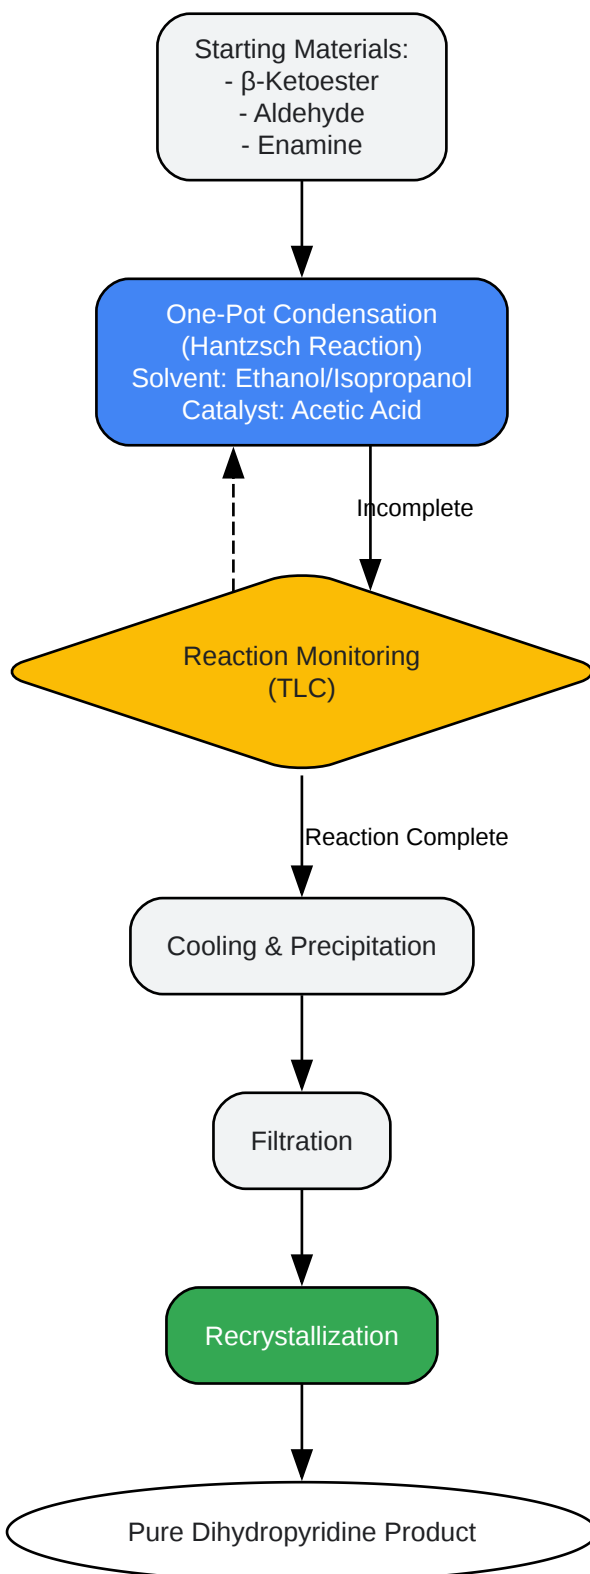 Starting Materials:
- β-Ketoester
- Aldehyde
- Enamine
One-Pot Condensation
(Hantzsch Reaction)
Solvent: Ethanol/Isopropanol
Catalyst: Acetic Acid
Incomplete
Reaction Monitoring
(TLC)
Reaction Complete
Cooling & Precipitation
Filtration
Recrystallization
Pure Dihydropyridine Product